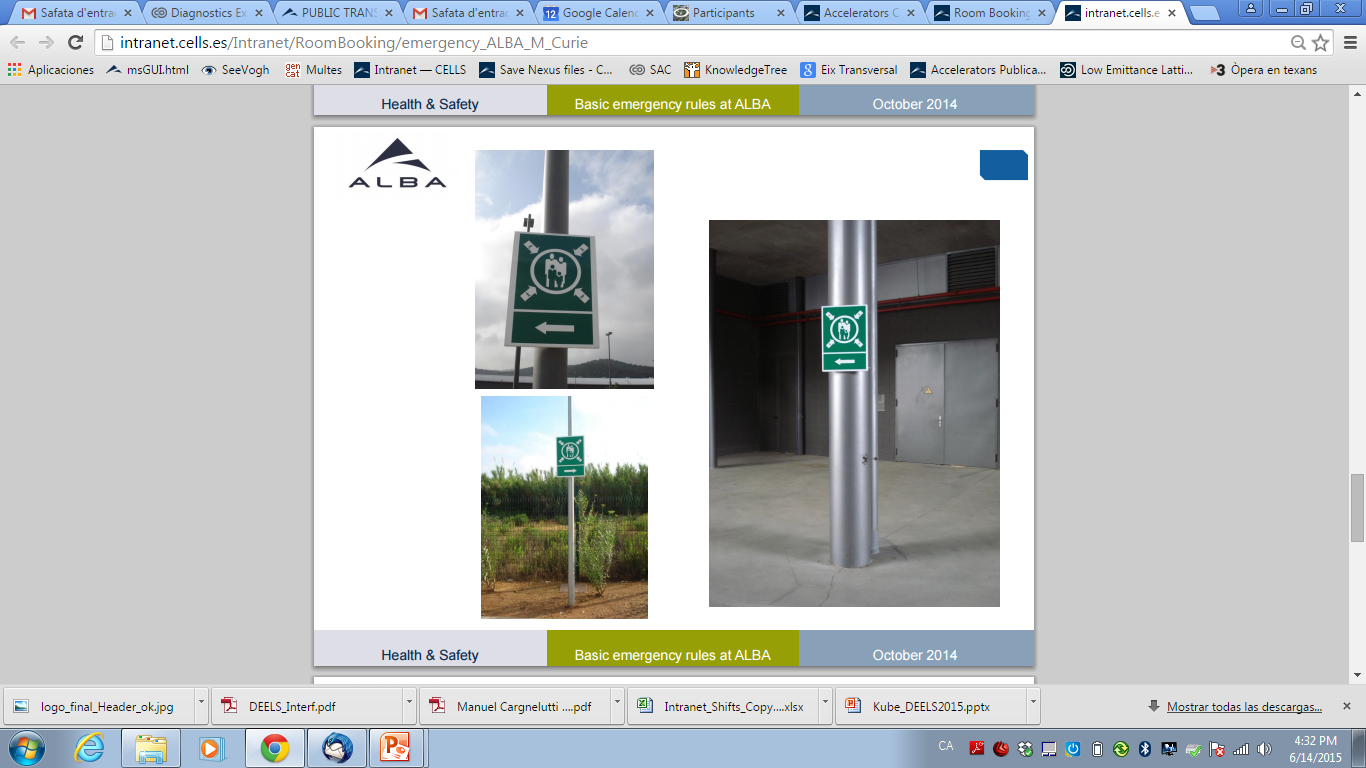 Safata d'entra
Diagnostics Ex
PUBLIC TRANS
Safata d'entra
Google Calend
Participants
Accelerators C
Room Booking
intranet.cells.e
intranet.cells.es/Intranet/RoomBooking/emergency_ALBA_M_Curie
Aplicaciones
msGUI.html
SeeVogh
gen cat
Multes
Intranet — CELLS
Save Nexus files - C...
SAC
KnowledgeTree
Eix Transversal
Accelerators Publica...
Low Emittance Latti...
Òpera en texans
Health & Safety
Basic emergency rules at ALBA
October 2014
ALBA
Health & Safety
Basic emergency rules at ALBA
October 2014
logo_final_Header_ok.jpg
DEELS_Interf.pdf
Manuel Cargnelutti ....pdf
Intranet_Shifts_Copy....xlsx
Kube_DEELS2015.pptx
Mostrar todas las descargas...
CA
4:32 PM
6/14/2015